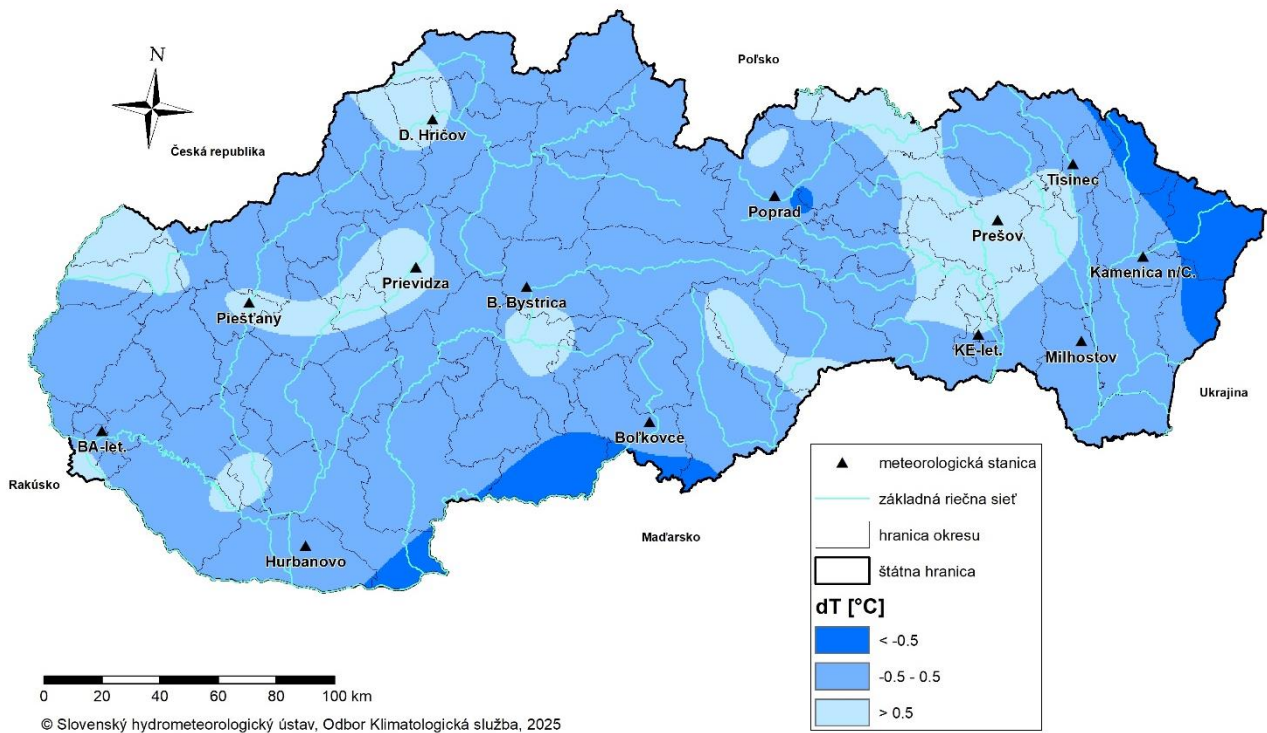 N
Poľsko
Česká republika
D. Hričov
Tisinec
Poprad
Prešov
Kamenica n/C.
Prievidza
B. Bystrica
Piešťany
KE-let.
Milhostov
Ukrajina
Boľkovce
BA-let.
Rakúsko
Maďarsko
Hurbanovo
meteorologická stanica
základná riečna sieť
hranica okresu
štátna hranica
dT [°C]
< -0.5
-0.5 - 0.5
> 0.5
0 20 40 60 80 100 km
© Slovenský hydrometeorologický ústav, Odbor Klimatologická služba, 2025